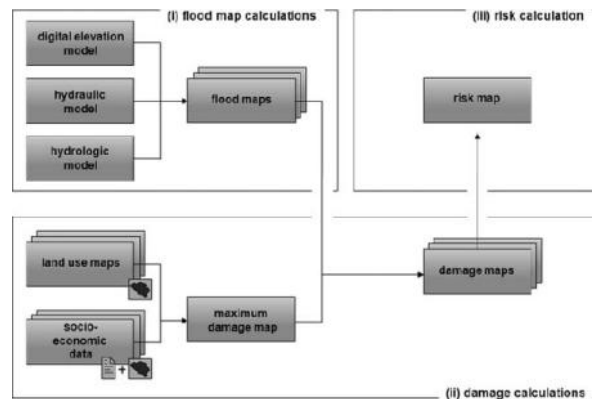 (i) flood map calculations
(iii) risk calculation
digital elevation
model
hydraulic
model
hydrologic
model
flood maps
risk map
land use maps
socio-
economic
data
+
maximum
damage map
damage maps
(ii) damage calculations